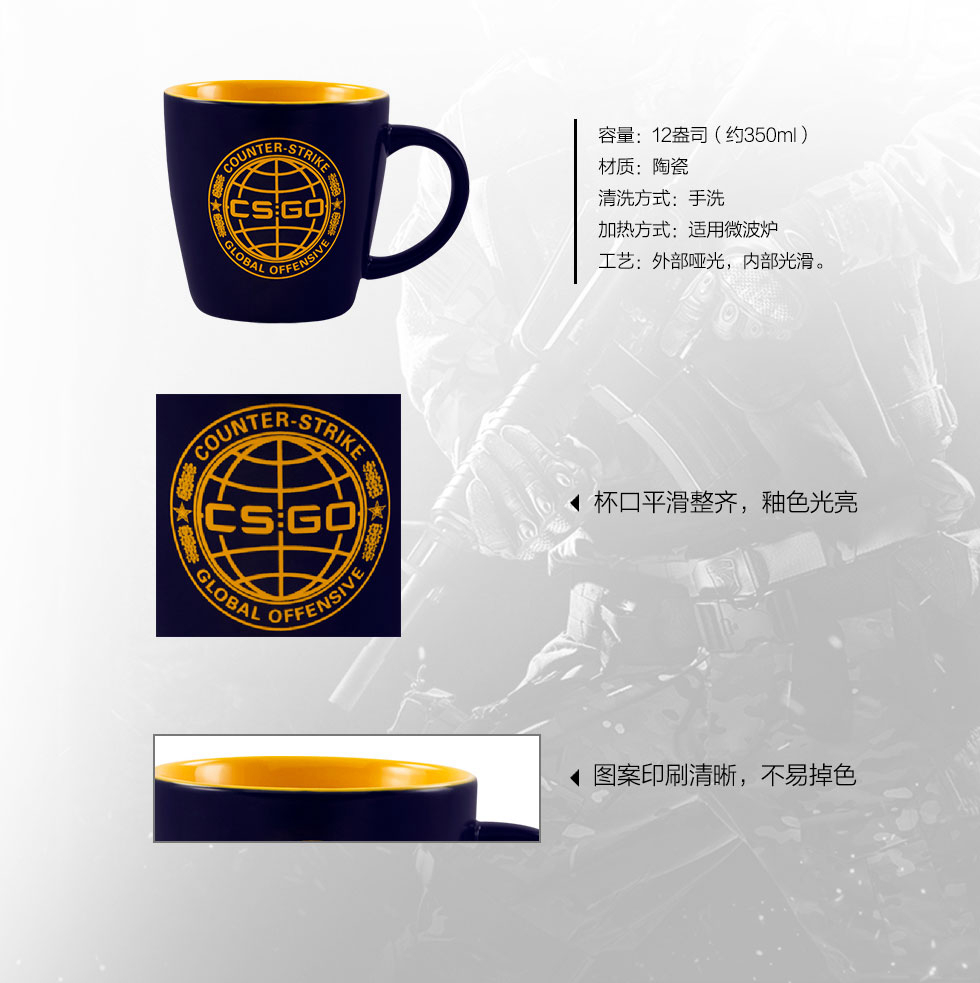 COUNTER-STRIKE
CS:GO
GLOBAL OFFENSIVE
容量：12盎司（约350ml）
材质：陶瓷
清洗方式：手洗
加热方式：适用微波炉
工艺：外部哑光，内部光滑。
COUNTER-STRIKE
CS:GO
GLOBAL OFFENSIVE
杯口平滑整齐，釉色光亮
图案印刷清晰，不易掉色